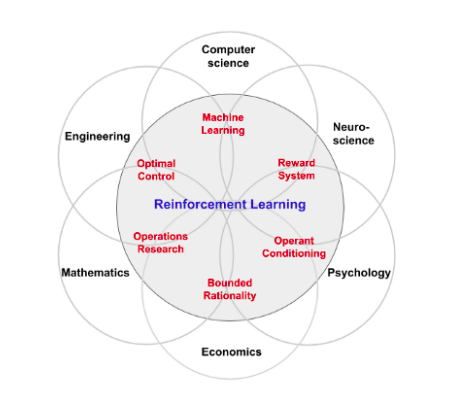 Computer
science
Engineering
Neuro-
science
Machine
Learning
Optimal
Control
Reward
System
Reinforcement Learning
Operations
Research
Operant
Conditioning
Mathematics
Psychology
Bounded
Rationality
Economics